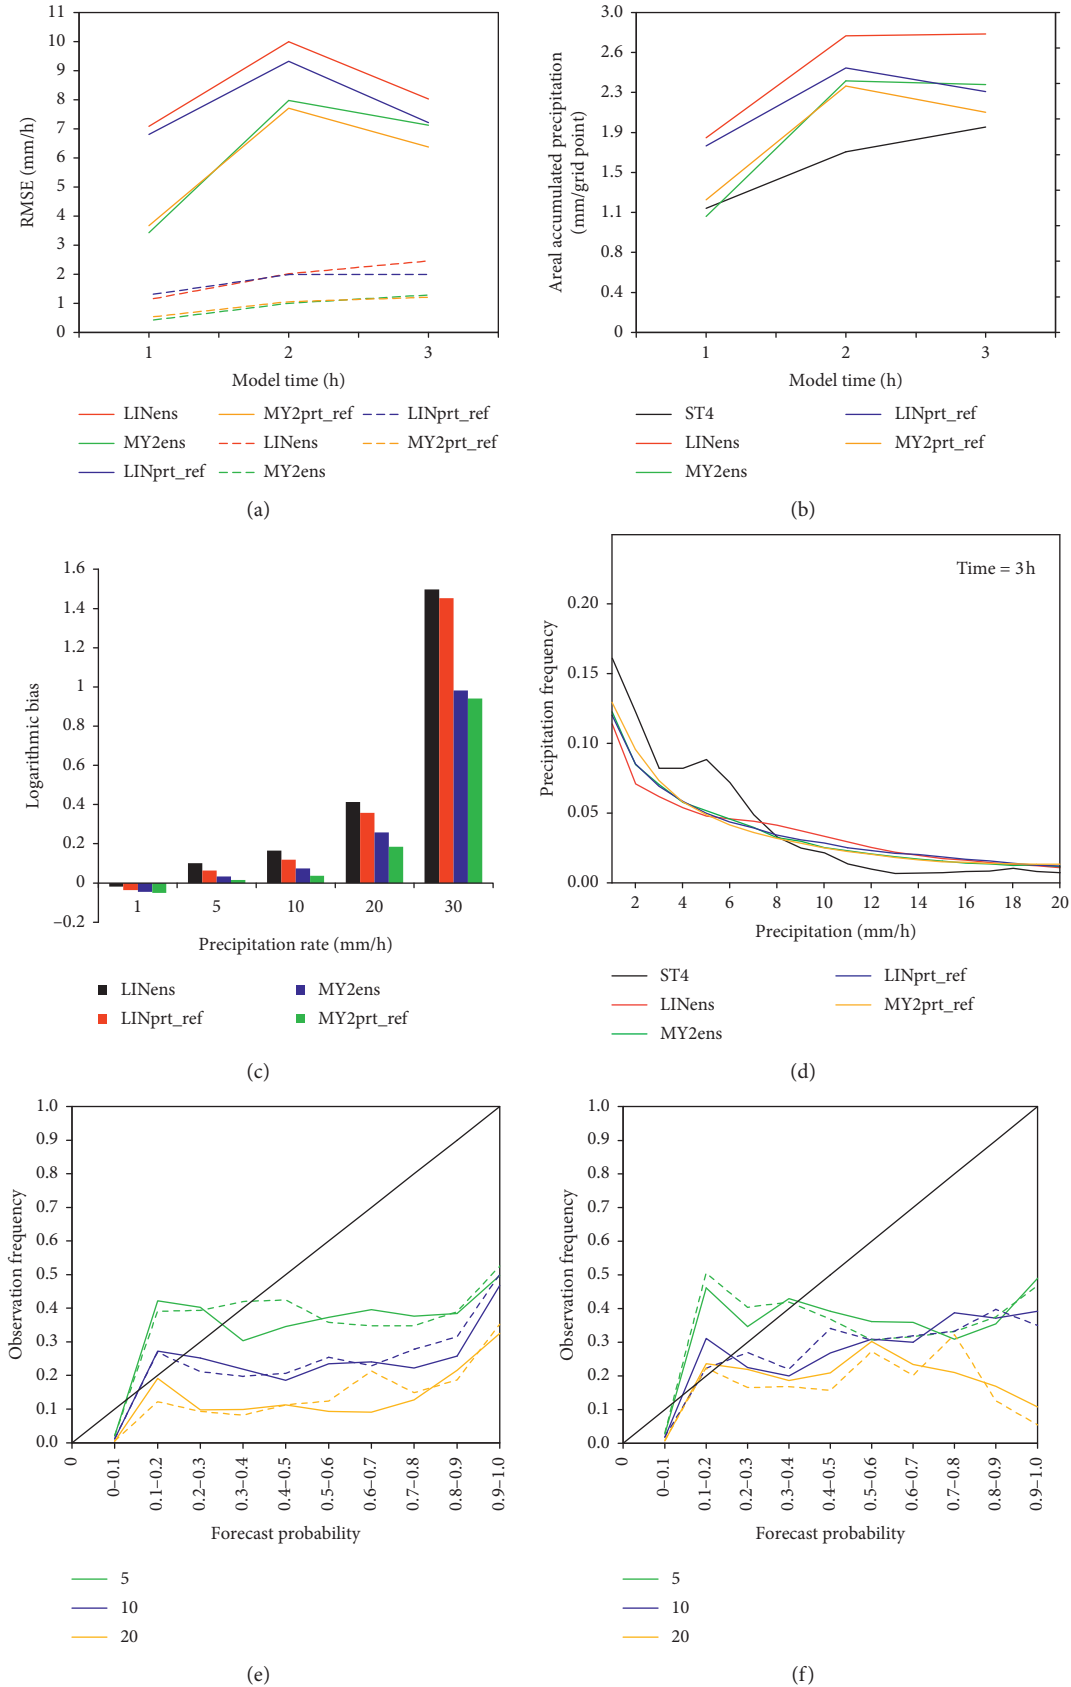 11
10
9
8
7
6
5
4
3
2
1
0
RMSE (mm/h)
1 2 3
Model time (h)
LINens
MY2ens
LINprt_ref
MY2prt_ref
LINens
MY2ens
LINprt_ref
MY2prt_ref
(a)
3.0
2.6
2.3
1.9
1.5
1.1
0.8
0.4
0
Areal accumulated precipitation
(mm/grid point)
1 2 3
Model time (h)
ST4
LINens
MY2ens
LINprt_ref
MY2prt_ref
(b)
1.6
1.4
1.2
1
0.8
0.6
0.4
0.2
0
–0.2
Logarithmic bias
1 5 10 20 30
Precipitation rate (mm/h)
LINens
LINprt_ref
MY2ens
MY2prt_ref
(c)
Time = 3 h
0.20
0.15
0.10
0.05
0.00
Precipitation frequency
2 4 6 8 10 12 14 16 18 20
Precipitation (mm/h)
ST4
LINens
MY2ens
LINprt_ref
MY2prt_ref
(d)
1.0
0.9
0.8
0.7
0.6
0.5
0.4
0.3
0.2
0.1
0.0
Observation frequency
0
0–0.1
0.1–0.2
0.2–0.3
0.3–0.4
0.4–0.5
0.5–0.6
0.6–0.7
0.7–0.8
0.8–0.9
0.9–1.0
Forecast probability
5
10
20
(e)
1.0
0.9
0.8
0.7
0.6
0.5
0.4
0.3
0.2
0.1
0.0
Observation frequency
0
0–0.1
0.1–0.2
0.2–0.3
0.3–0.4
0.4–0.5
0.5–0.6
0.6–0.7
0.7–0.8
0.8–0.9
0.9–1.0
Forecast probability
5
10
20
(f)